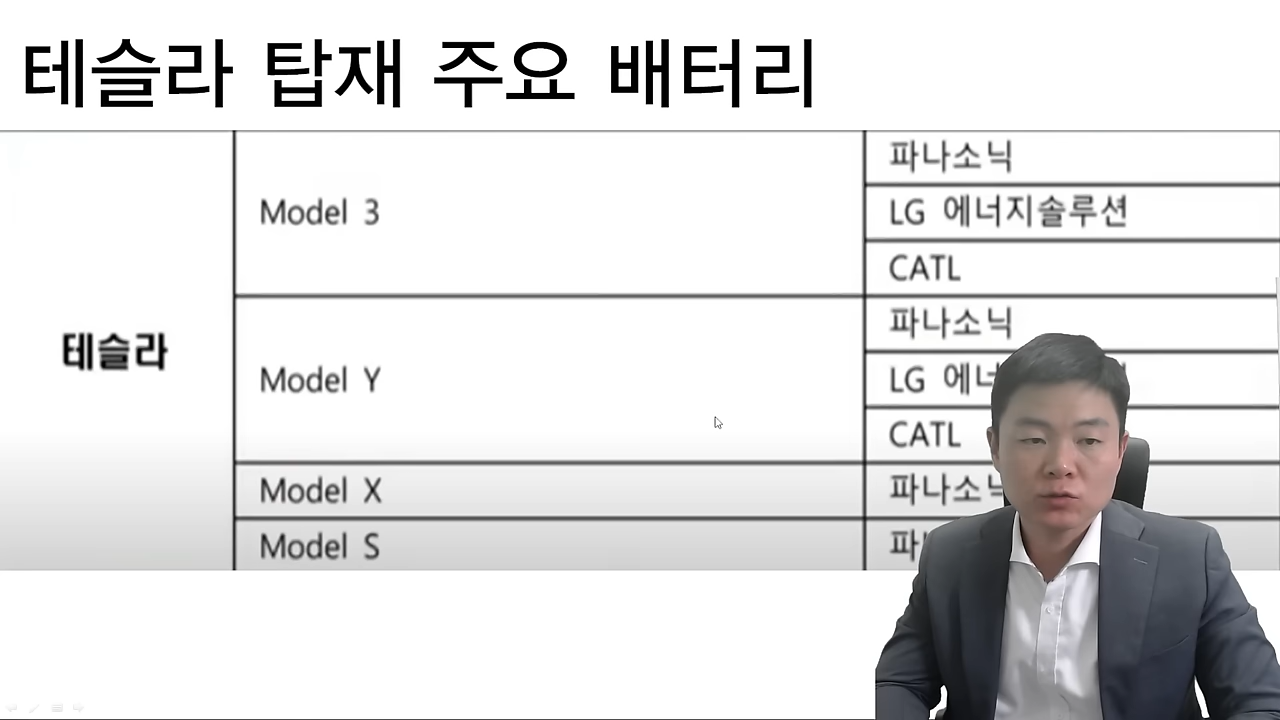 테슬라 탑재 주요 배터리
테슬라
Model 3
파나소닉
LG 에너지솔루션
CATL
Model Y
파나소닉
LG
CATL
Model X
Model S